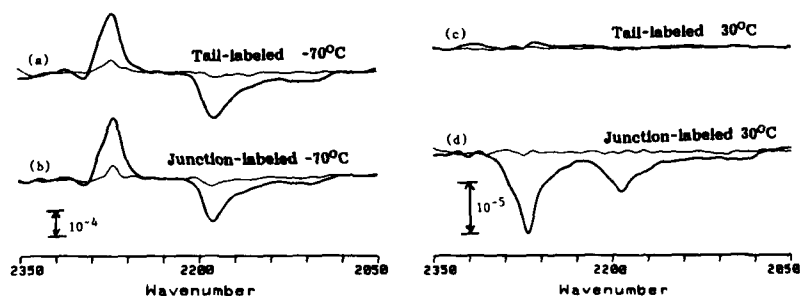 (a) Tail-labeled -70°C
(b) Junction-labeled -70°C
10-4
2350 2200 2050
Wavenumber
(c) Tail-labeled 30°C
(d) Junction-labeled 30°C
10-5
2350 2200 2050
Wavenumber